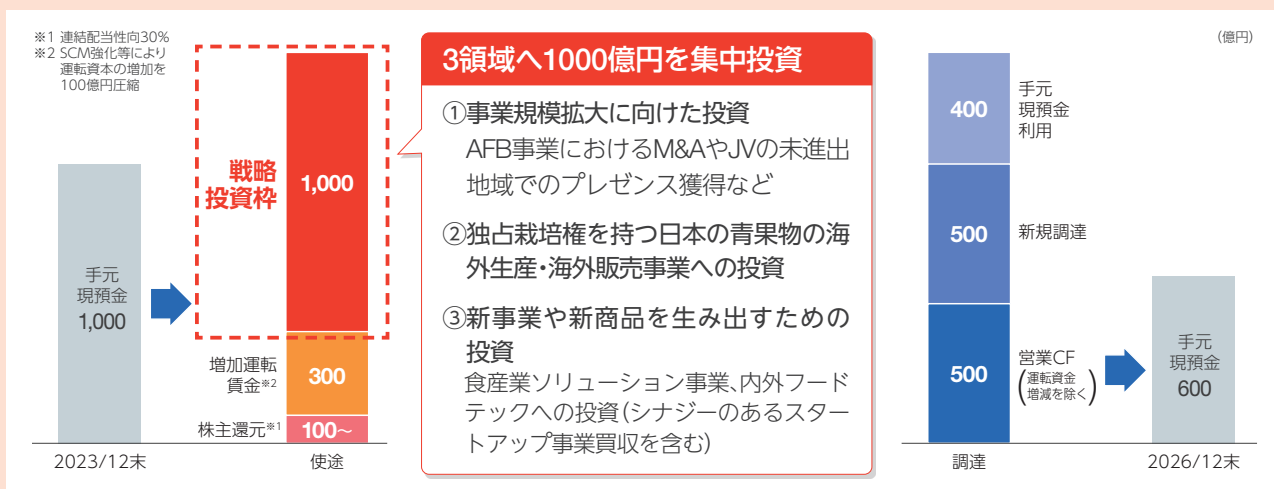 ※1 連結配当性向30%
※2 SCM強化等により
運転資本の増加を
100億円圧縮
手元
現預金
1,000
2023/12末
戦略
投資枠
1,000
増加運転
賃金※2
300
株主還元※1
100～
使途
3領域へ1000億円を集中投資
①事業規模拡大に向けた投資
AFB事業におけるM&AやJVの未進出
地域でのプレゼンス獲得など
②独占栽培権を持つ日本の青果物の海
外生産・海外販売事業への投資
③新事業や新商品を生み出すための
投資
食産業ソリューション事業、内外フード
テックへの投資(シナジーのあるスター
トアップ事業買収を含む)
(億円)
400
手元
現預金
利用
500
新規調達
500
営業CF
(運転資金
増減を除く)
調達
手元
現預金
600
2026/12末